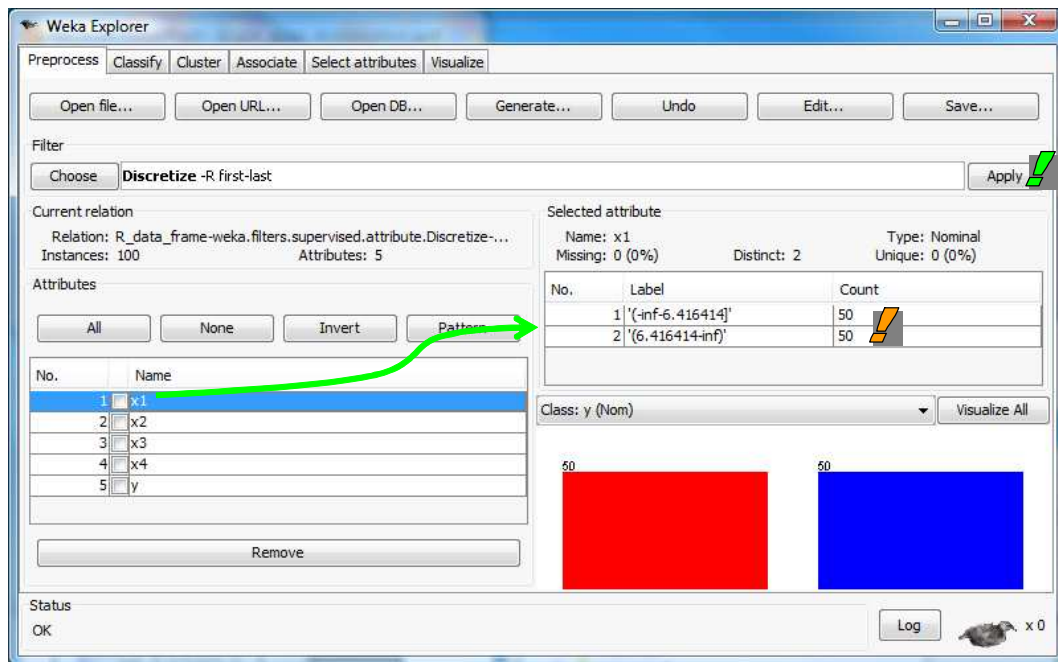 Weka Explorer
Preprocess Classify Cluster Associate Select attributes Visualize
Open file... Open URL... Open DB... Generate... Undo Edit... Save...
Filter
Choose Discretize -R first-last Apply
Current relation
Relation: R_data_frame-weka.filters.supervised.attribute.Discretize-...
Instances: 100 Attributes: 5
Attributes
All None Invert Pattern
No. Name
1 x1
2 x2
3 x3
4 x4
5 y
Remove
Selected attribute
Name: x1 Type: Nominal
Missing: 0 (0%) Distinct: 2 Unique: 0 (0%)
No. Label Count
1 '(-inf-6.416414]' 50
2 '(6.416414-inf)' 50
Class: y (Nom) Visualize All
50 50
Status
OK
Log x 0